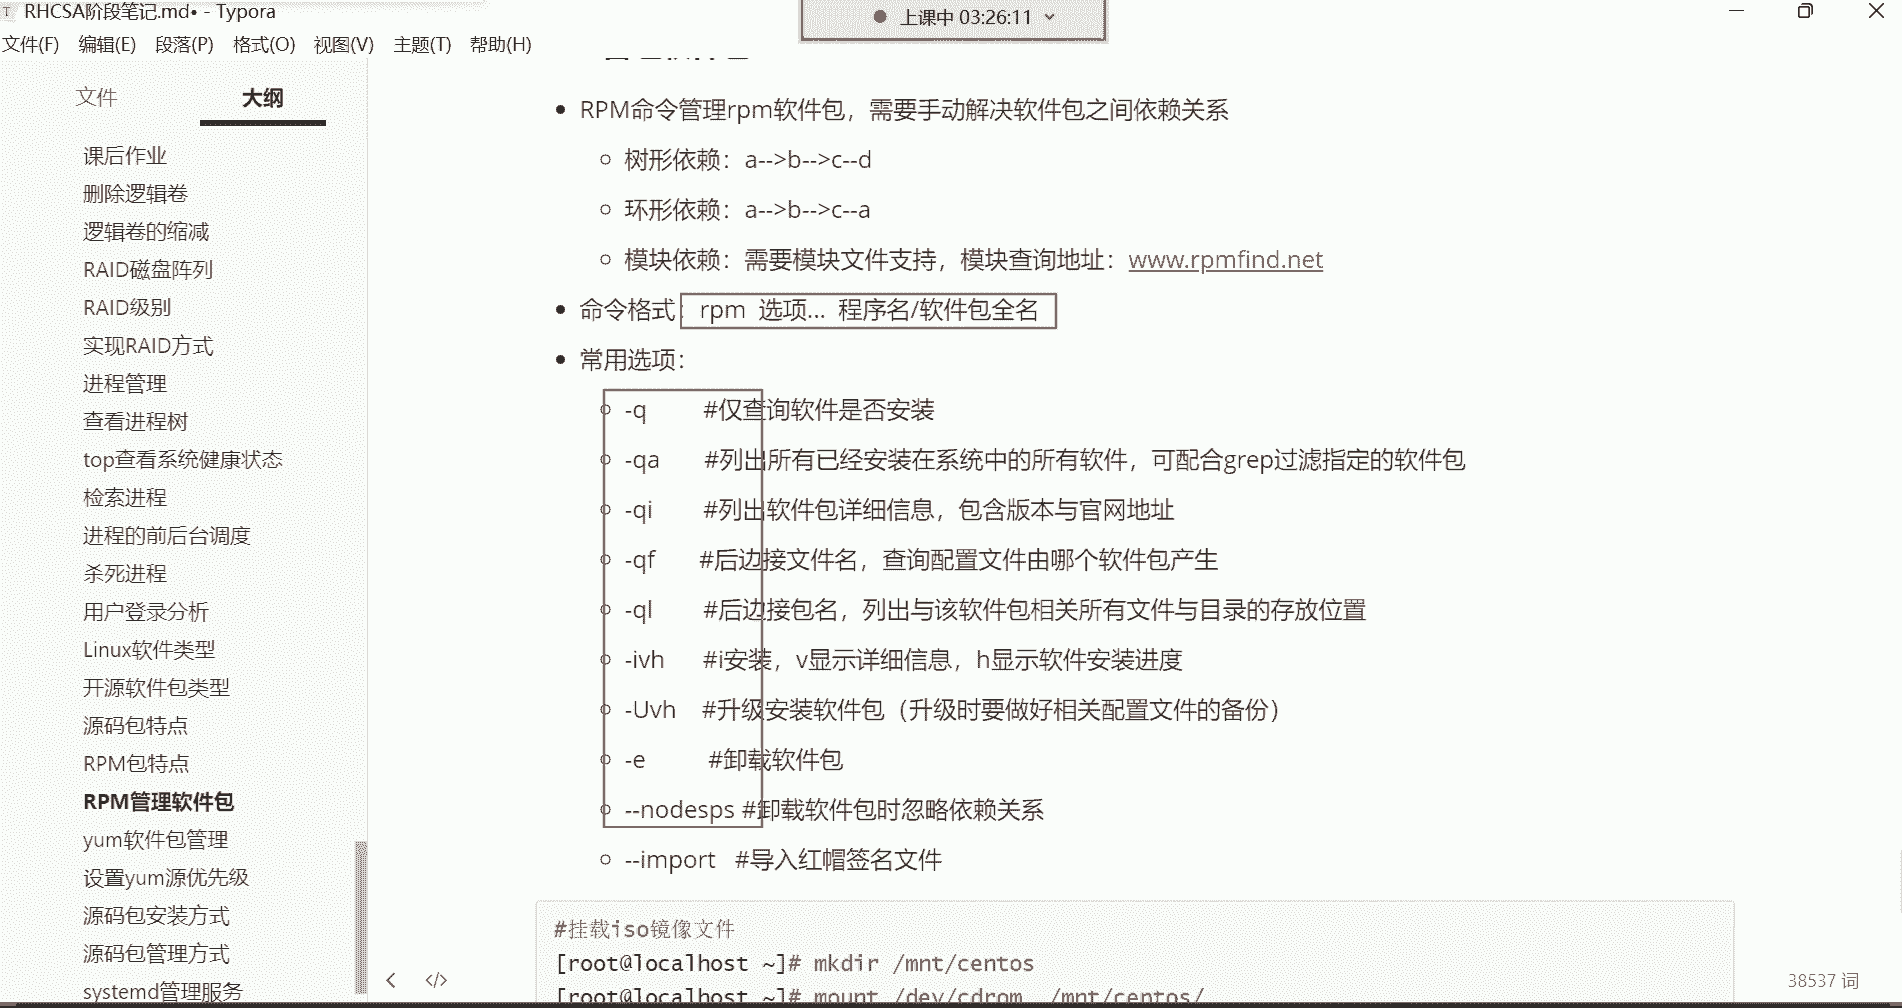 RHCSA阶段笔记.md• - Typora
上课中 03:26:11
文件(F) 编辑(E) 段落(P) 格式(O) 视图(V) 主题(T) 帮助(H)
文件 大纲
课后作业
删除逻辑卷
逻辑卷的缩减
RAID磁盘阵列
RAID级别
实现RAID方式
进程管理
查看进程树
top查看系统健康状态
检索进程
进程的前后台调度
杀死进程
用户登录分析
Linux软件类型
开源软件包类型
源码包特点
RPM包特点
RPM管理软件包
yum软件包管理
设置yum源优先级
源码包安装方式
源码包管理方式
systemd管理服务
RPM命令管理rpm软件包，需要手动解决软件包之间依赖关系
树形依赖：a-->b-->c--d
环形依赖：a-->b-->c--a
模块依赖：需要模块文件支持，模块查询地址：www.rpmfind.net
命令格式：rpm 选项... 程序名/软件包全名
常用选项：
-q #仅查询软件是否安装
-qa #列出所有已经安装在系统中的所有软件，可配合grep过滤指定的软件包
-qi #列出软件包详细信息，包含版本与官网地址
-qf #后边接文件名，查询配置文件由哪个软件包产生
-ql #后边接包名，列出与该软件包相关所有文件与目录的存放位置
-ivh #i安装，v显示详细信息，h显示软件安装进度
-Uvh #升级安装软件包（升级时要做好相关配置文件的备份）
-e #卸载软件包
--nodesps #卸载软件包时忽略依赖关系
--import #导入红帽签名文件
#挂载iso镜像文件
[root@localhost ~]# mkdir /mnt/centos
[root@localhost ~]# mount /dev/cdrom /mnt/centos/
38537 词